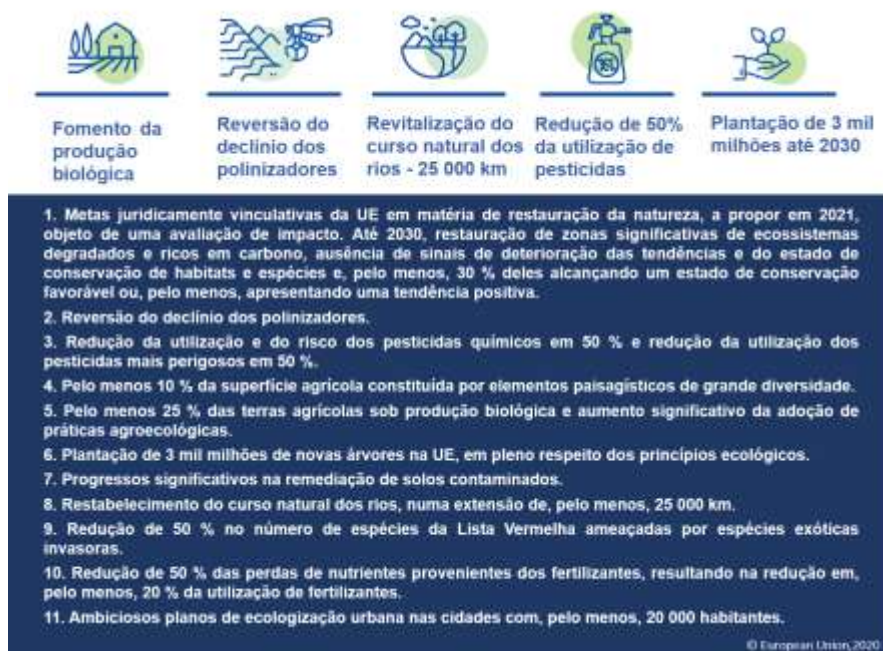 Fomento da
produção
biológica
Reversão do
declínio dos
polinizadores
Revitalização do
curso natural dos
rios - 25 000 km
Redução de 50%
da utilização de
pesticidas
Plantação de 3 mil
milhões até 2030
1. Metas juridicamente vinculativas da UE em matéria de restauração da natureza, a propor em 2021,
objeto de uma avaliação de impacto. Até 2030, restauração de zonas significativas de ecossistemas
degradados e ricos em carbono, ausência de sinais de deterioração das tendências e do estado de
conservação de habitats e espécies e, pelo menos, 30 % deles alcançando um estado de conservação
favorável ou, pelo menos, apresentando uma tendência positiva.
2. Reversão do declínio dos polinizadores.
3. Redução da utilização e do risco dos pesticidas químicos em 50 % e redução da utilização dos
pesticidas mais perigosos em 50 %.
4. Pelo menos 10 % da superfície agrícola constituída por elementos paisagísticos de grande diversidade.
5. Pelo menos 25 % das terras agrícolas sob produção biológica e aumento significativo da adoção de
práticas agroecológicas.
6. Plantação de 3 mil milhões de novas árvores na UE, em pleno respeito dos princípios ecológicos.
7. Progressos significativos na remediação de solos contaminados.
8. Restabelecimento do curso natural dos rios, numa extensão de, pelo menos, 25 000 km.
9. Redução de 50 % no número de espécies da Lista Vermelha ameaçadas por espécies exóticas
invasoras.
10. Redução de 50 % das perdas de nutrientes provenientes dos fertilizantes, resultando na redução em,
pelo menos, 20 % da utilização de fertilizantes.
11. Ambiciosos planos de ecologização urbana nas cidades com, pelo menos, 20 000 habitantes.
© European Union, 2020